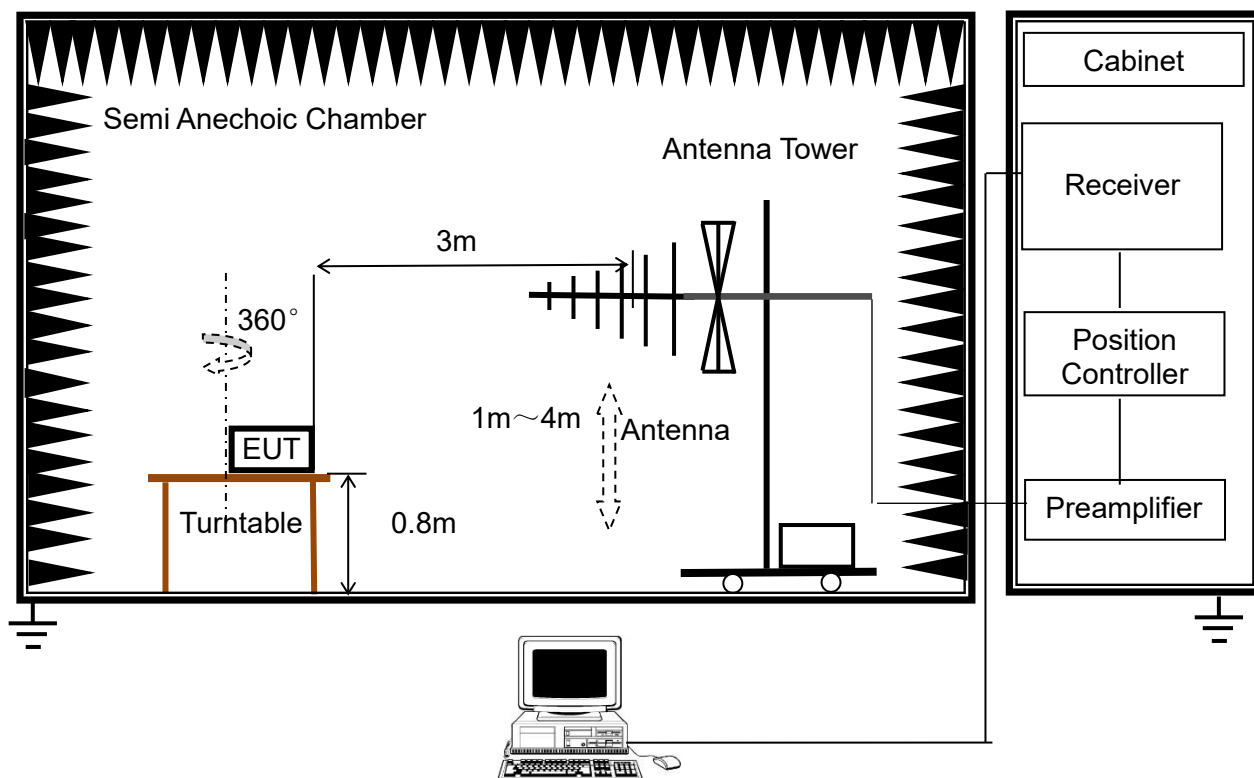 Cabinet
Semi Anechoic Chamber
Antenna Tower
Receiver
3m
360°
Position
Controller
1m～4m
Antenna
EUT
Turntable
0.8m
Preamplifier